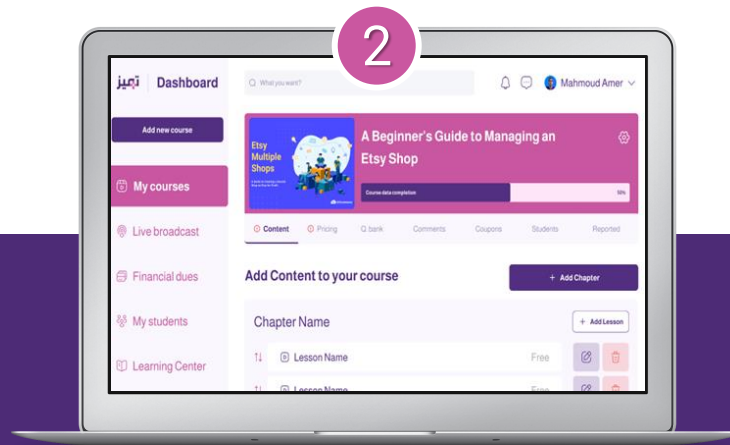 2
تميز
Dashboard
What you want?
Mahmoud Amer
Add new course
My courses
Live broadcast
Financial dues
My students
Learning Center
Etsy
Multiple
Shops
A Beginner's Guide to Managing an
Etsy Shop
Course data completion
50%
Content
Pricing
Q.bank
Comments
Coupons
Students
Reported
Add Content to your course
+ Add Chapter
Chapter Name
+ Add Lesson
Lesson Name
Free
Lesson Name
Free